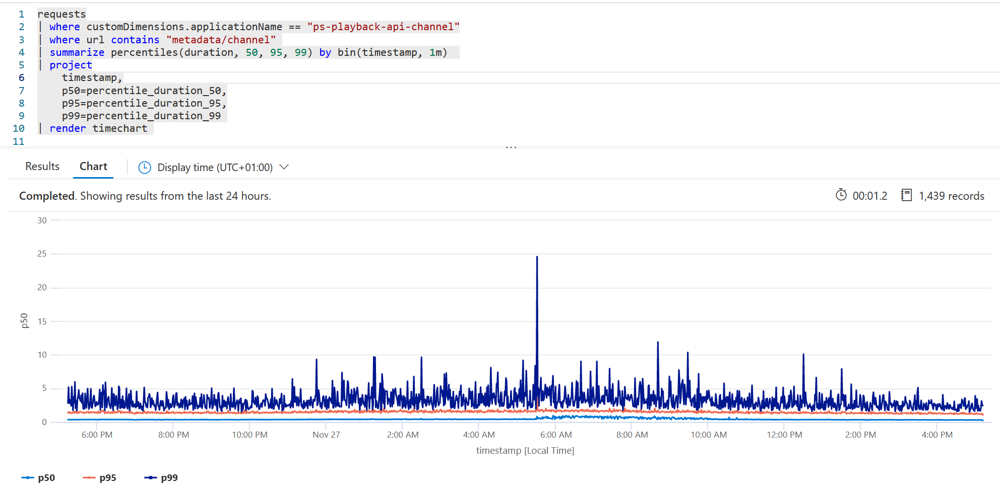 1 requests
2 | where customDimensions.applicationName == "ps-playback-api-channel"
3 | where url contains "metadata/channel"
4 | summarize percentiles(duration, 50, 95, 99) by bin(timestamp, 1m)
5 | project
6 timestamp,
7 p50=percentile_duration_50,
8 p95=percentile_duration_95,
9 p99=percentile_duration_99
10 | render timechart
11
...
Results Chart Display time (UTC+01:00)
Completed. Showing results from the last 24 hours. 00:01.2 1,439 records
30
25
20
15
10
5
0
p50
6:00 PM 8:00 PM 10:00 PM Nov 27 2:00 AM 4:00 AM 6:00 AM 8:00 AM 10:00 AM 12:00 PM 2:00 PM 4:00 PM
timestamp [Local Time]
p50 p95 p99